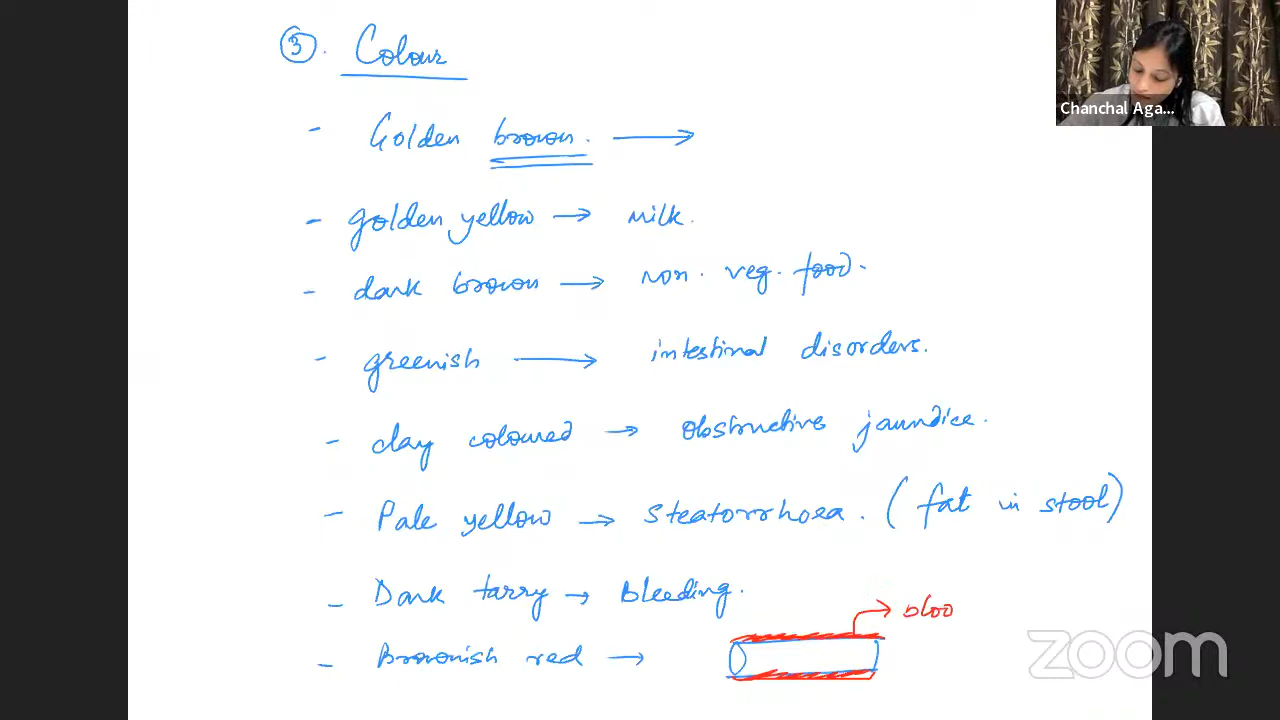 ③. Colour
- Golden brown. →
- golden yellow → milk.
- dark brown → non. veg. food.
- greenish → intestinal disorders.
- clay coloured → obstructive jaundice.
- Pale yellow → Steatorrhoea. (fat in stool)
- Dark tarry → Bleeding.
→ bloo
- Brownish red →
Chanchal Aga...
zoom